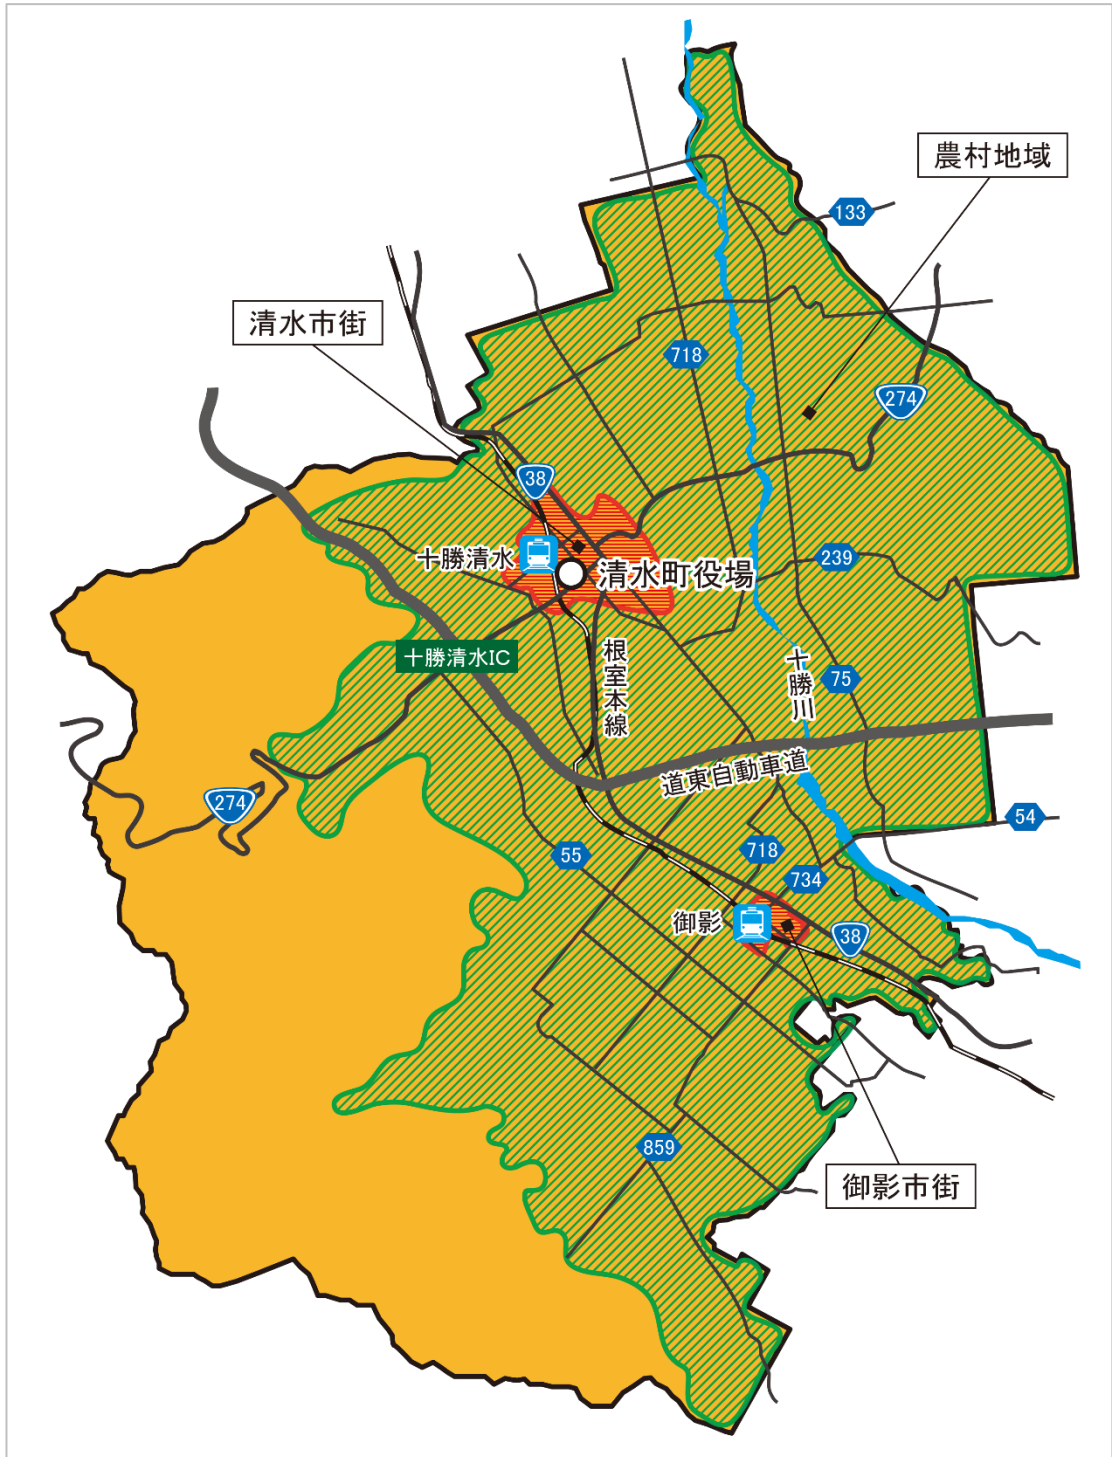 農村地域
133
清水市街
718
274
38
十勝清水
清水町役場
239
十勝清水IC
根室本線
十勝川
75
道東自動車道
274
54
55
718
734
御影
38
859
御影市街